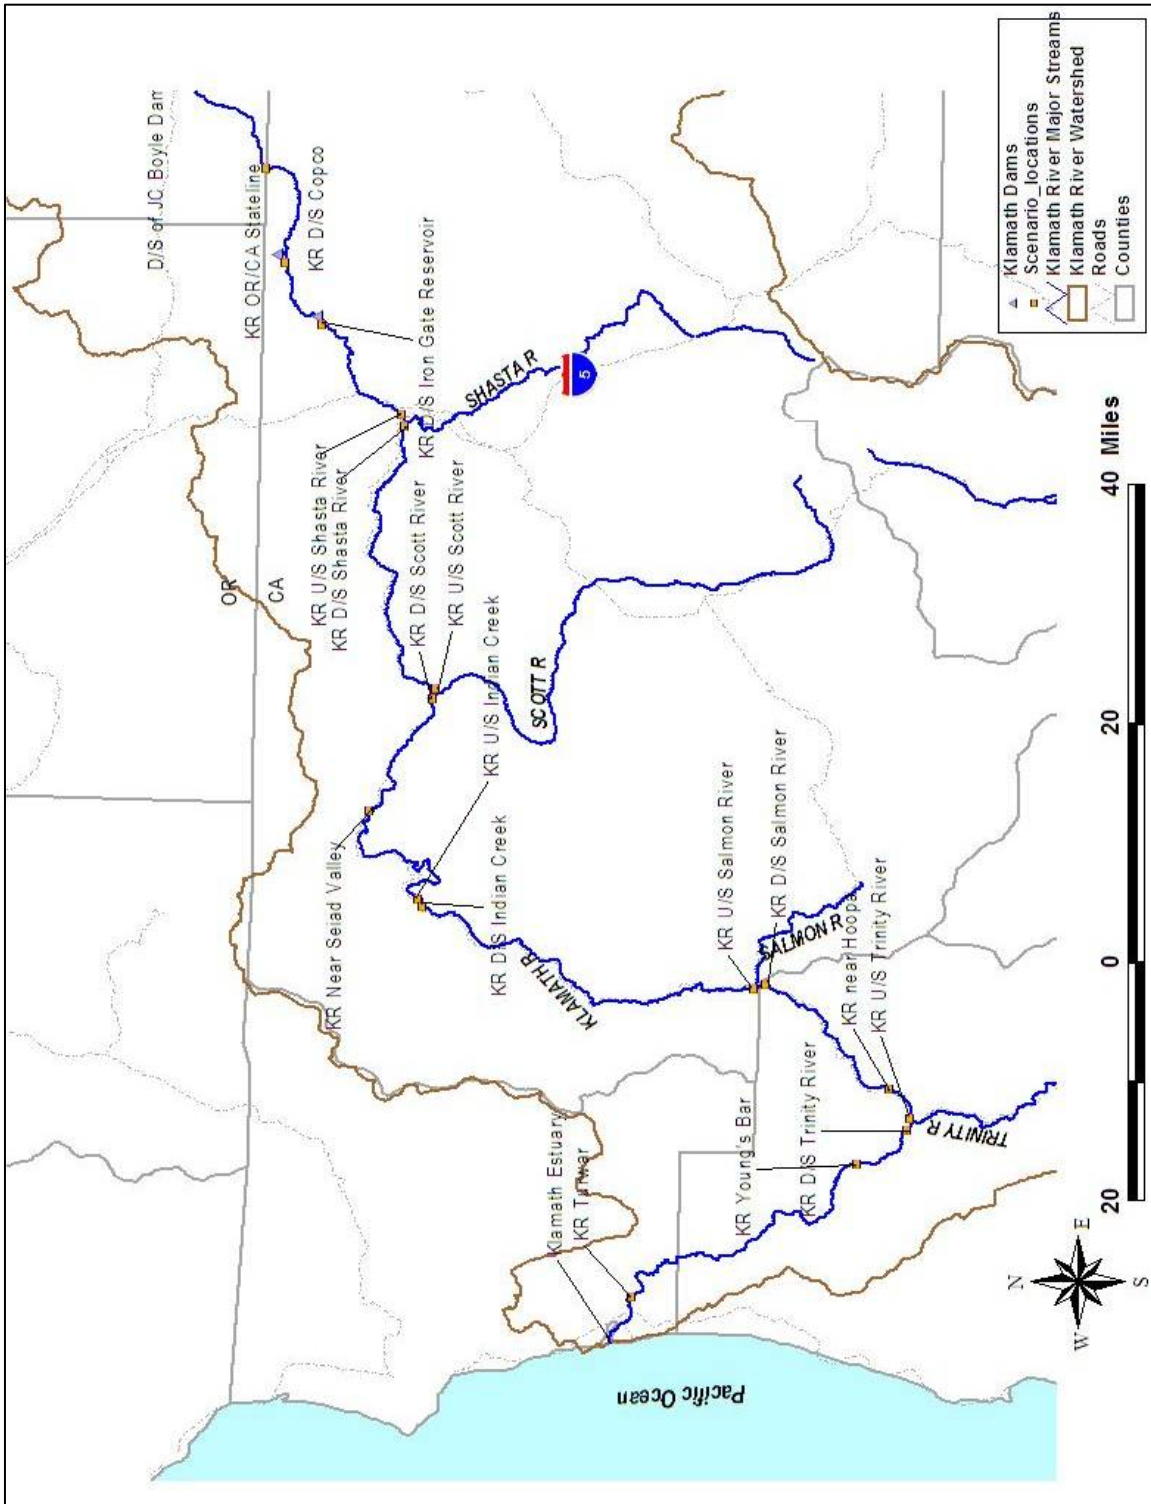 D/S of JC Boyle Dam
KR OR/CA Stateline
KR D/S Copco
KR D/S Iron Gate Reservoir
SHASTA R
5
KR U/S Shasta River
KR D/S Shasta River
OR
CA
KR D/S Scott River
KR U/S Scott River
SCOTT R
KR U/S Indian Creek
KR D/S Indian Creek
KR Near Seiad Valley
KLAMATH R
KR U/S Salmon River
KR D/S Salmon River
SALMON R
KR near Hoopa
KR U/S Trinity River
KR D/S Trinity River
TRINITY R
KR Young's Bar
Klamath Estuary
KR Turwar
Pacific Ocean
N
W
E
S
20 0 20 40 Miles
Klamath Dams
Scenario_locations
Klamath River Major Streams
Klamath River Watershed
Roads
Counties